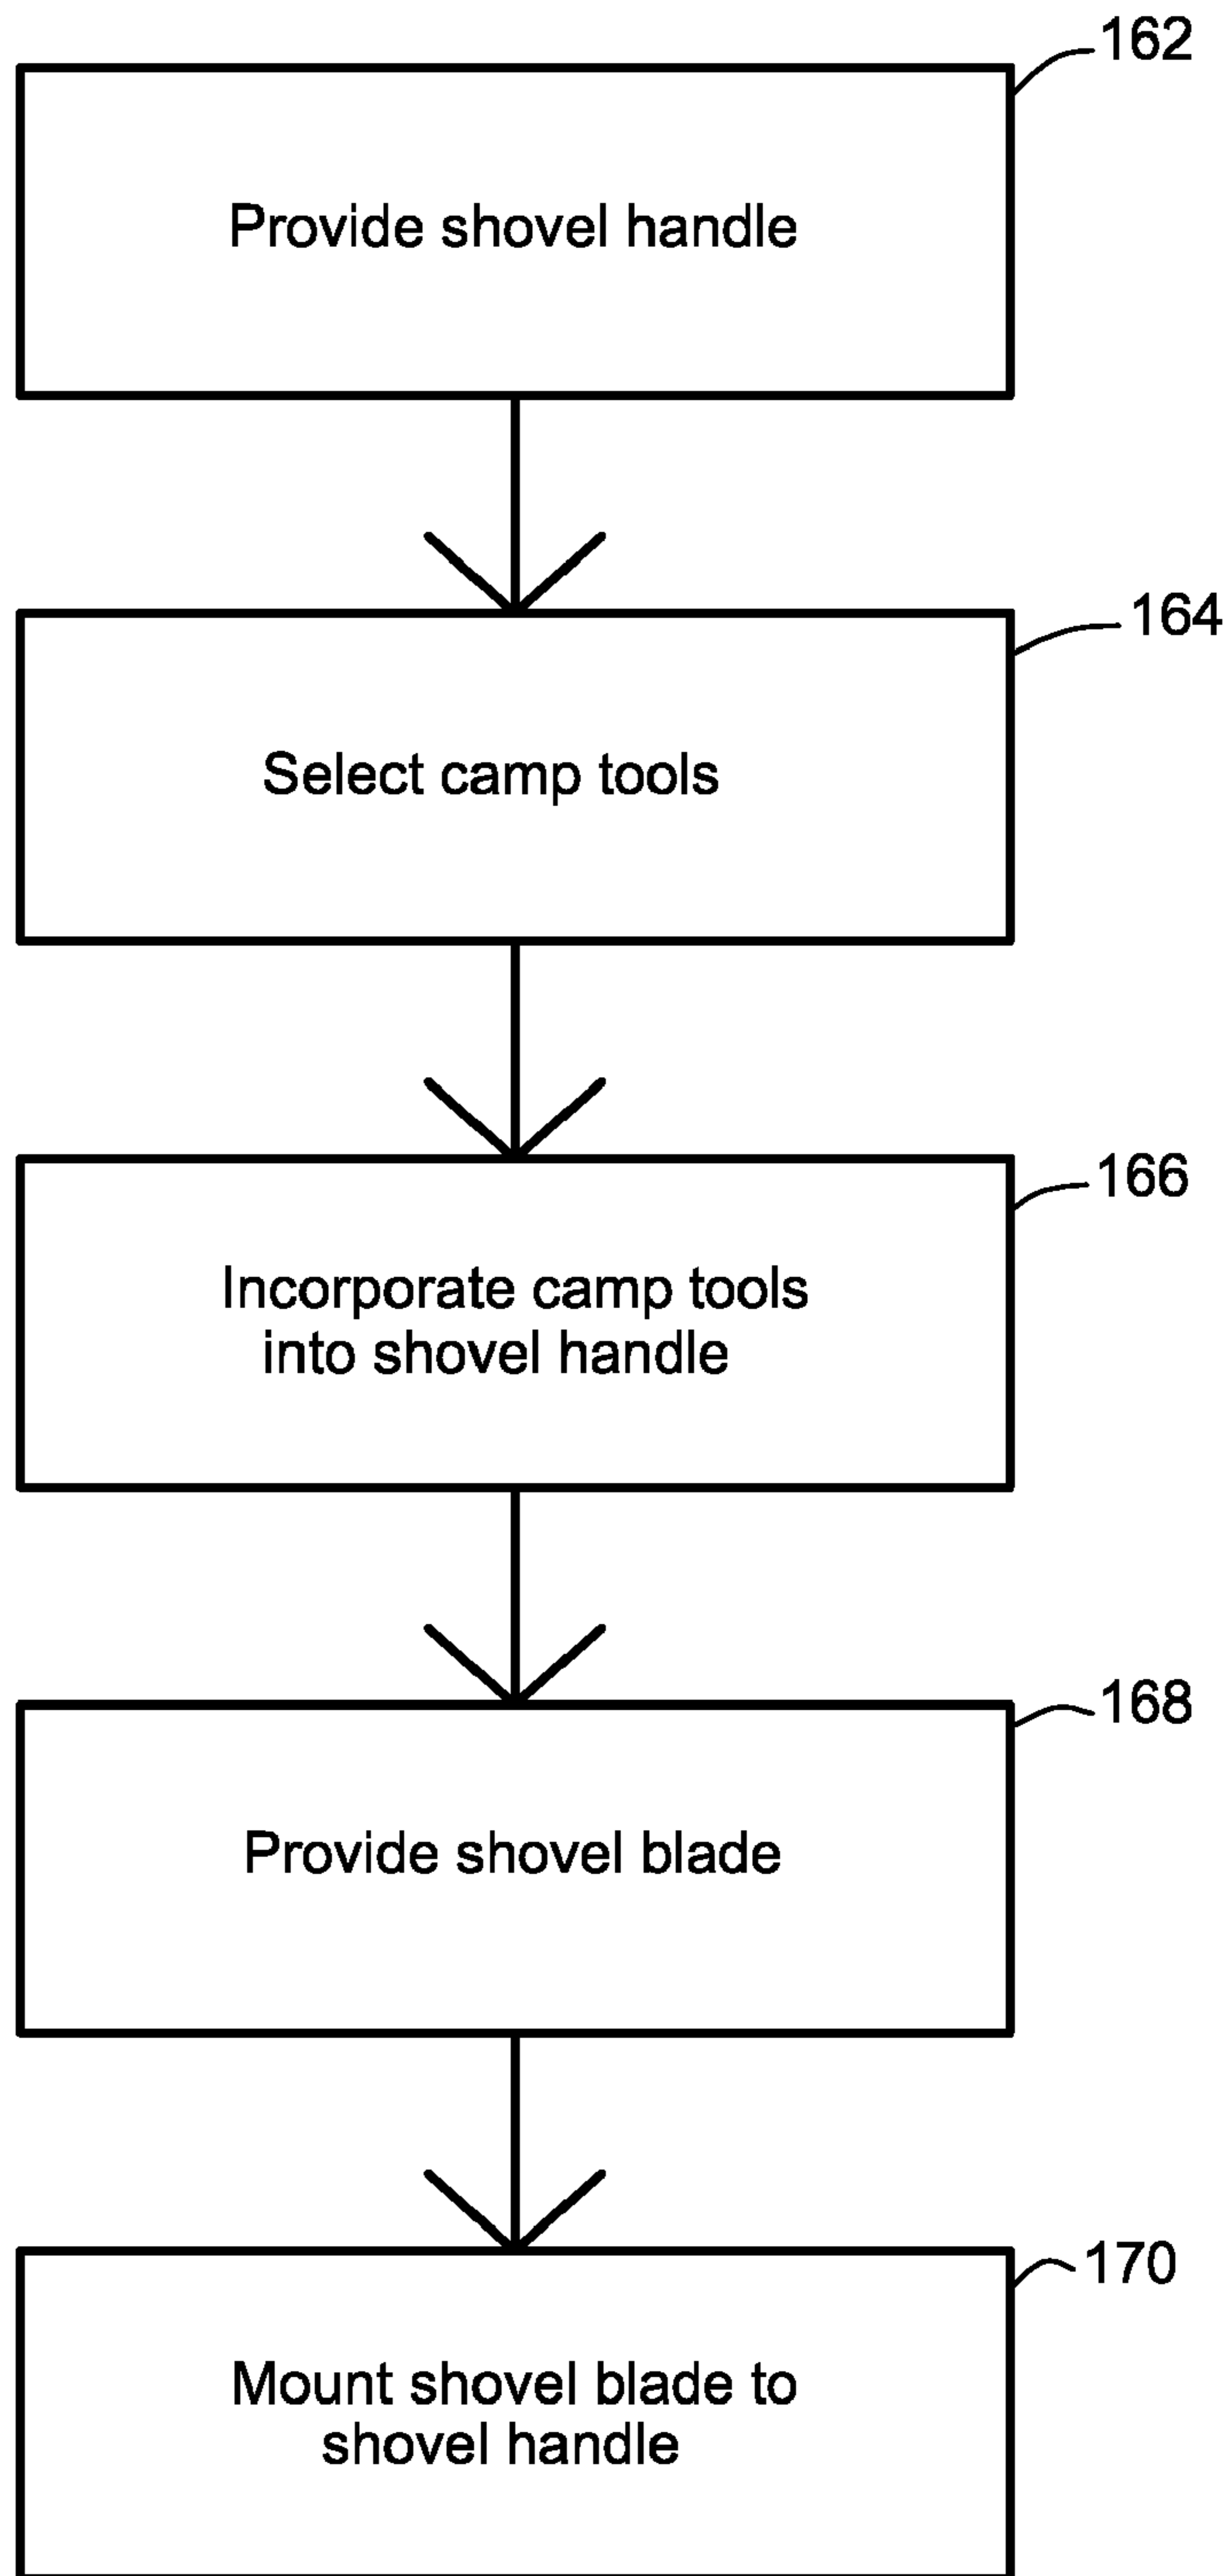 162
Provide shovel handle
164
Select camp tools
166
Incorporate camp tools
into shovel handle
168
Provide shovel blade
170
Mount shovel blade to
shovel handle